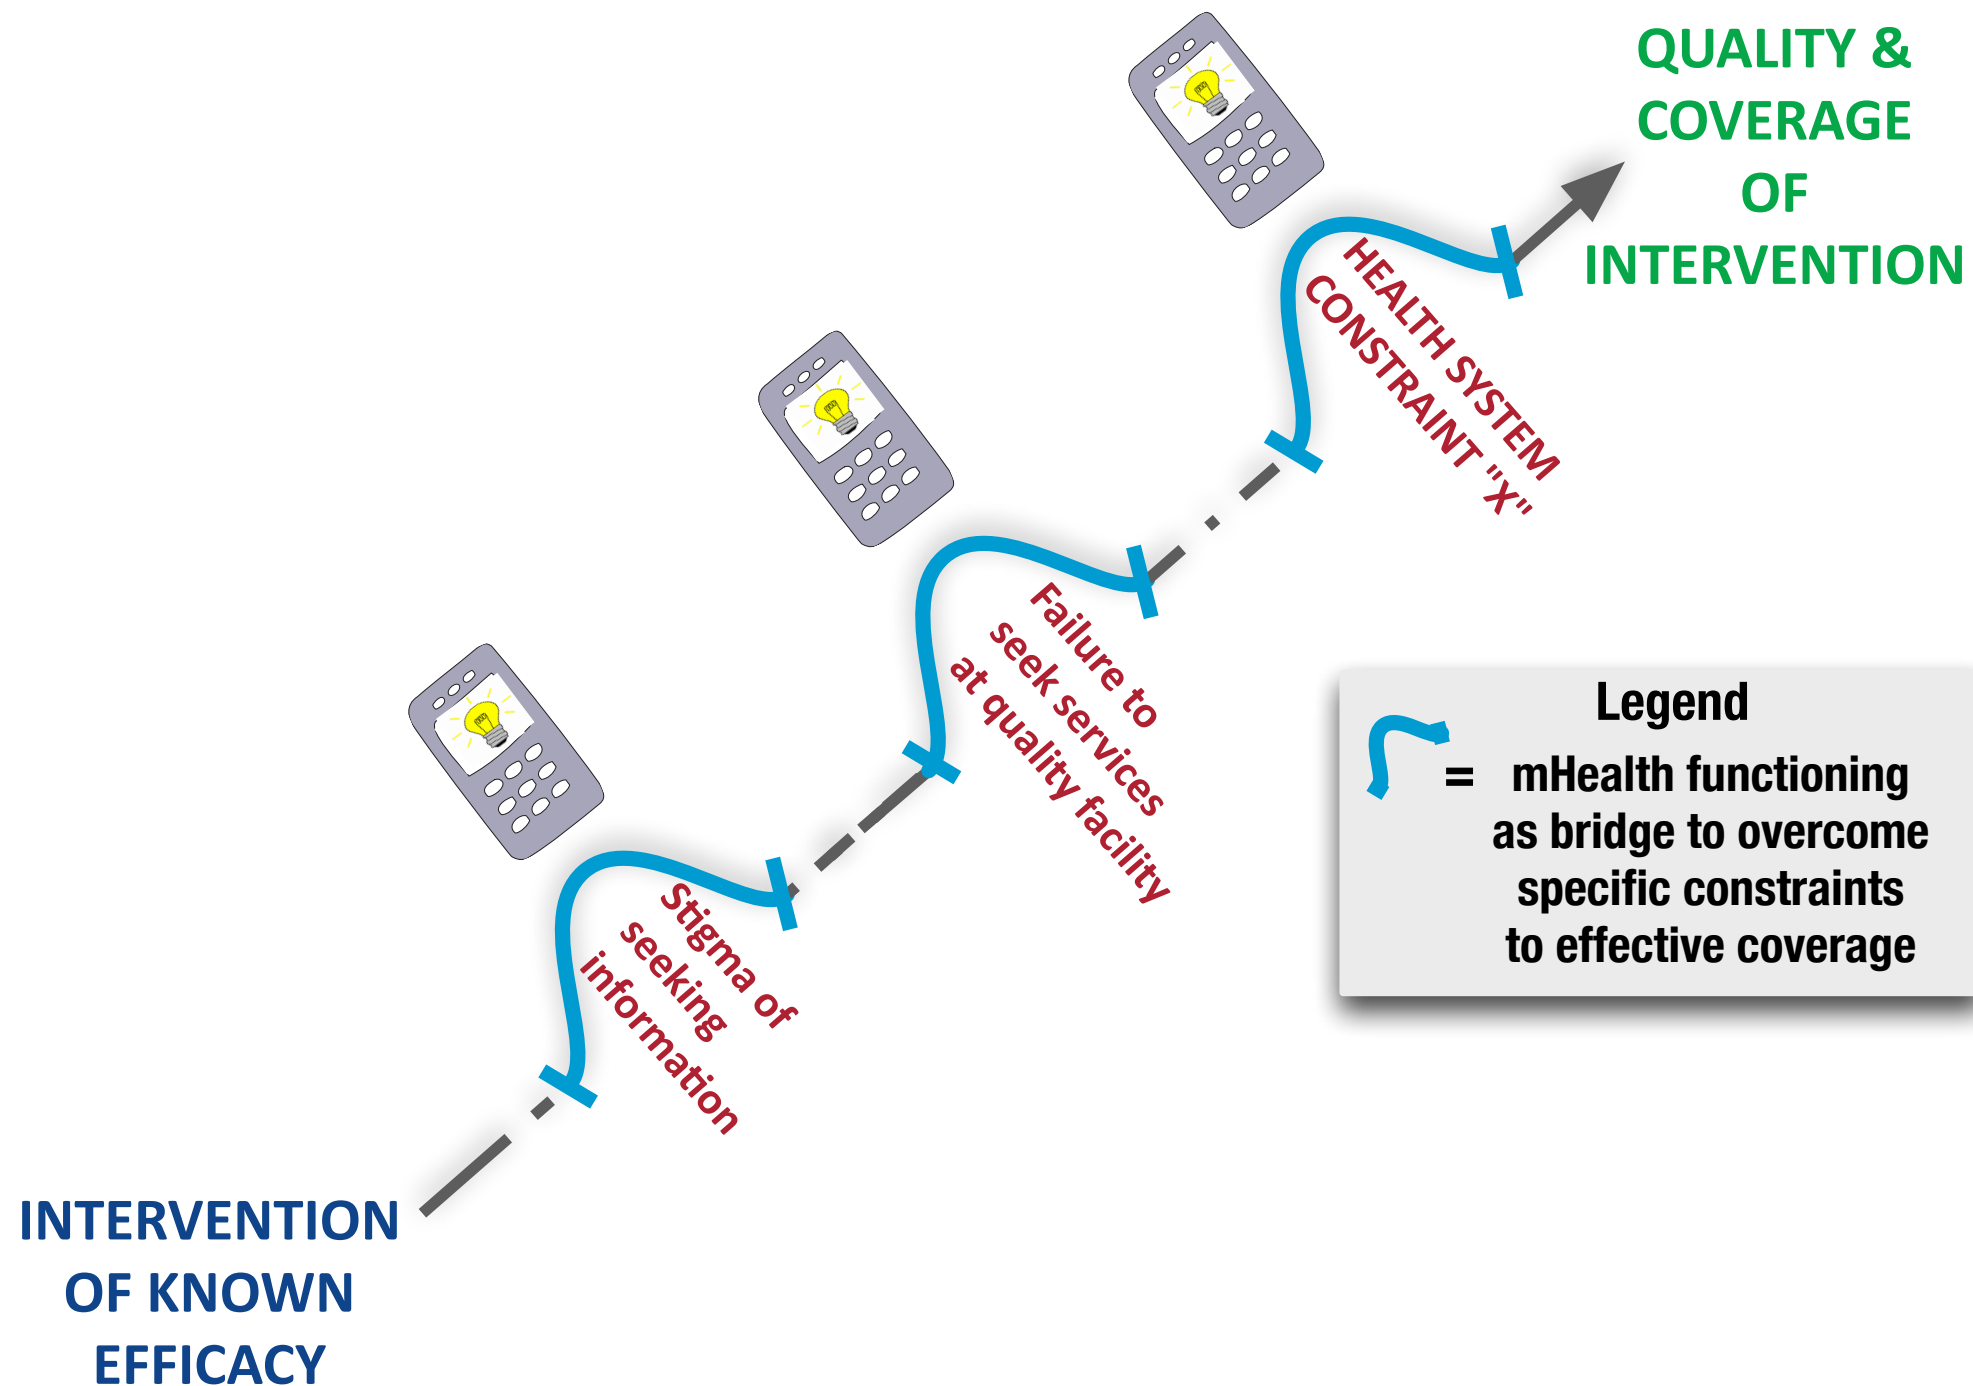 QUALITY &
COVERAGE
OF
INTERVENTION
HEALTH SYSTEM
CONSTRAINT "X"
Failure to
seek services
at quality facility
Stigma of
seeking
information
INTERVENTION
OF KNOWN
EFFICACY
Legend
= mHealth functioning
as bridge to overcome
specific constraints
to effective coverage